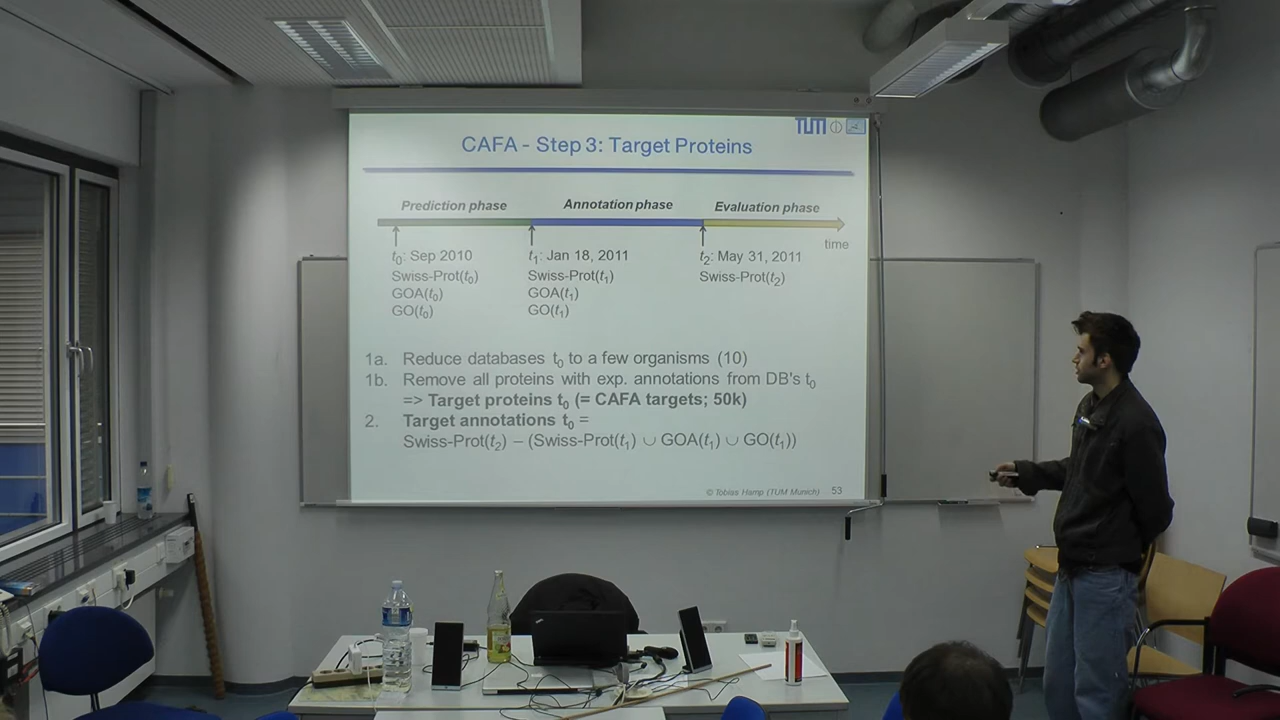 TUM
CAFA - Step 3: Target Proteins
Prediction phase Annotation phase Evaluation phase
time
t₀: Sep 2010 t₁: Jan 18, 2011 t₂: May 31, 2011
Swiss-Prot(t₀) Swiss-Prot(t₁) Swiss-Prot(t₂)
GOA(t₀) GOA(t₁)
GO(t₀) GO(t₁)
1a. Reduce databases t₀ to a few organisms (10)
1b. Remove all proteins with exp. annotations from DB's t₀
=> Target proteins t₀ (= CAFA targets; 50k)
2. Target annotations t₀ =
Swiss-Prot(t₂) – (Swiss-Prot(t₁) ∪ GOA(t₁) ∪ GO(t₁))
© Tobias Hamp (TUM Munich) 53